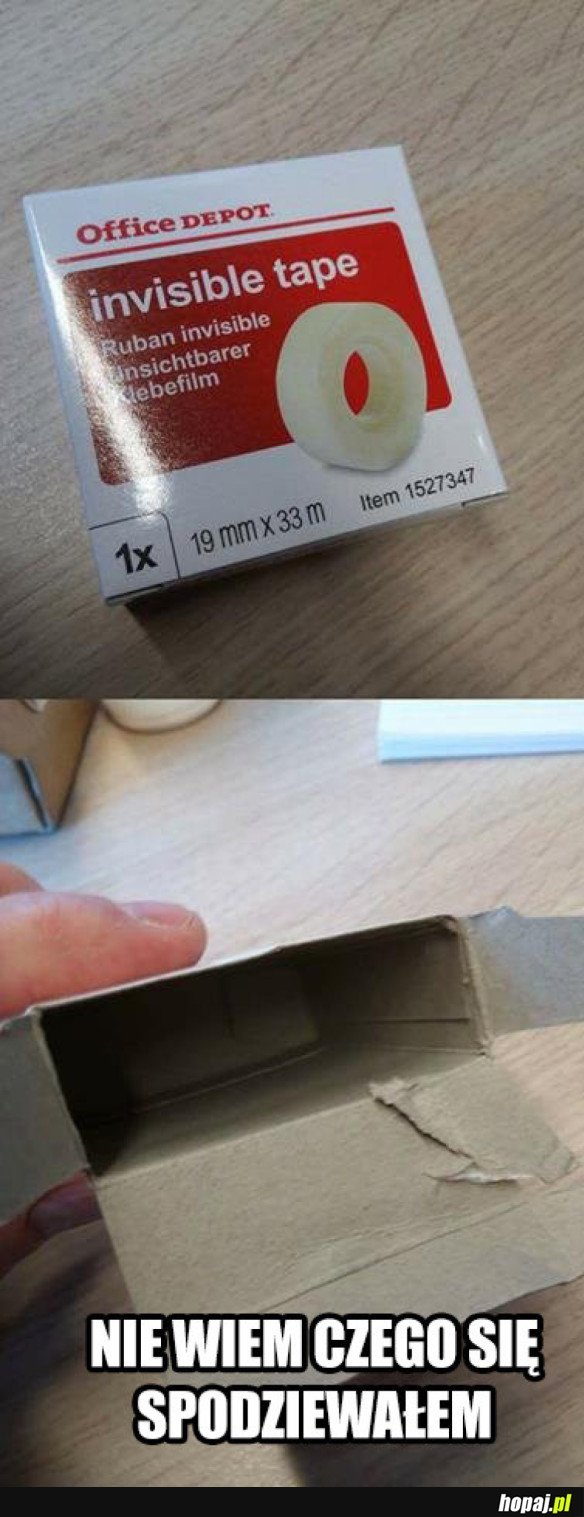 Office DEPOT
invisible tape
Ruban invisible
Unsichtbarer
Klebefilm
1x
19 mm x 33 m
Item 1527347
NIE WIEM CZEGO SIĘ
SPODZIEWAŁEM
hopaj.pl